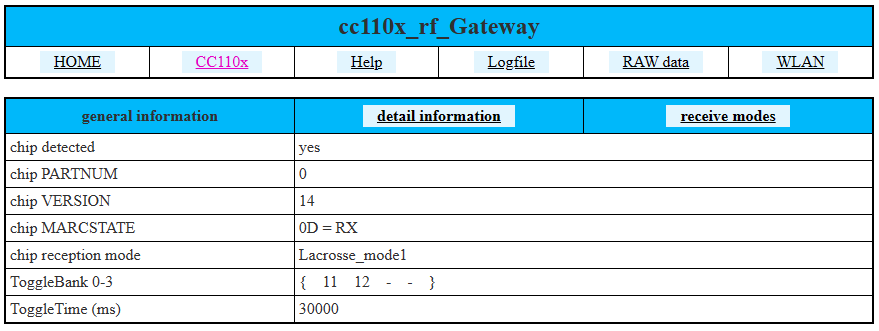 cc110x_rf_Gateway
HOME CC110x Help Logfile RAW data WLAN
general information detail information receive modes
chip detected yes
chip PARTNUM 0
chip VERSION 14
chip MARCSTATE 0D = RX
chip reception mode Lacrosse_mode1
ToggleBank 0-3 { 11 12 - - }
ToggleTime (ms) 30000